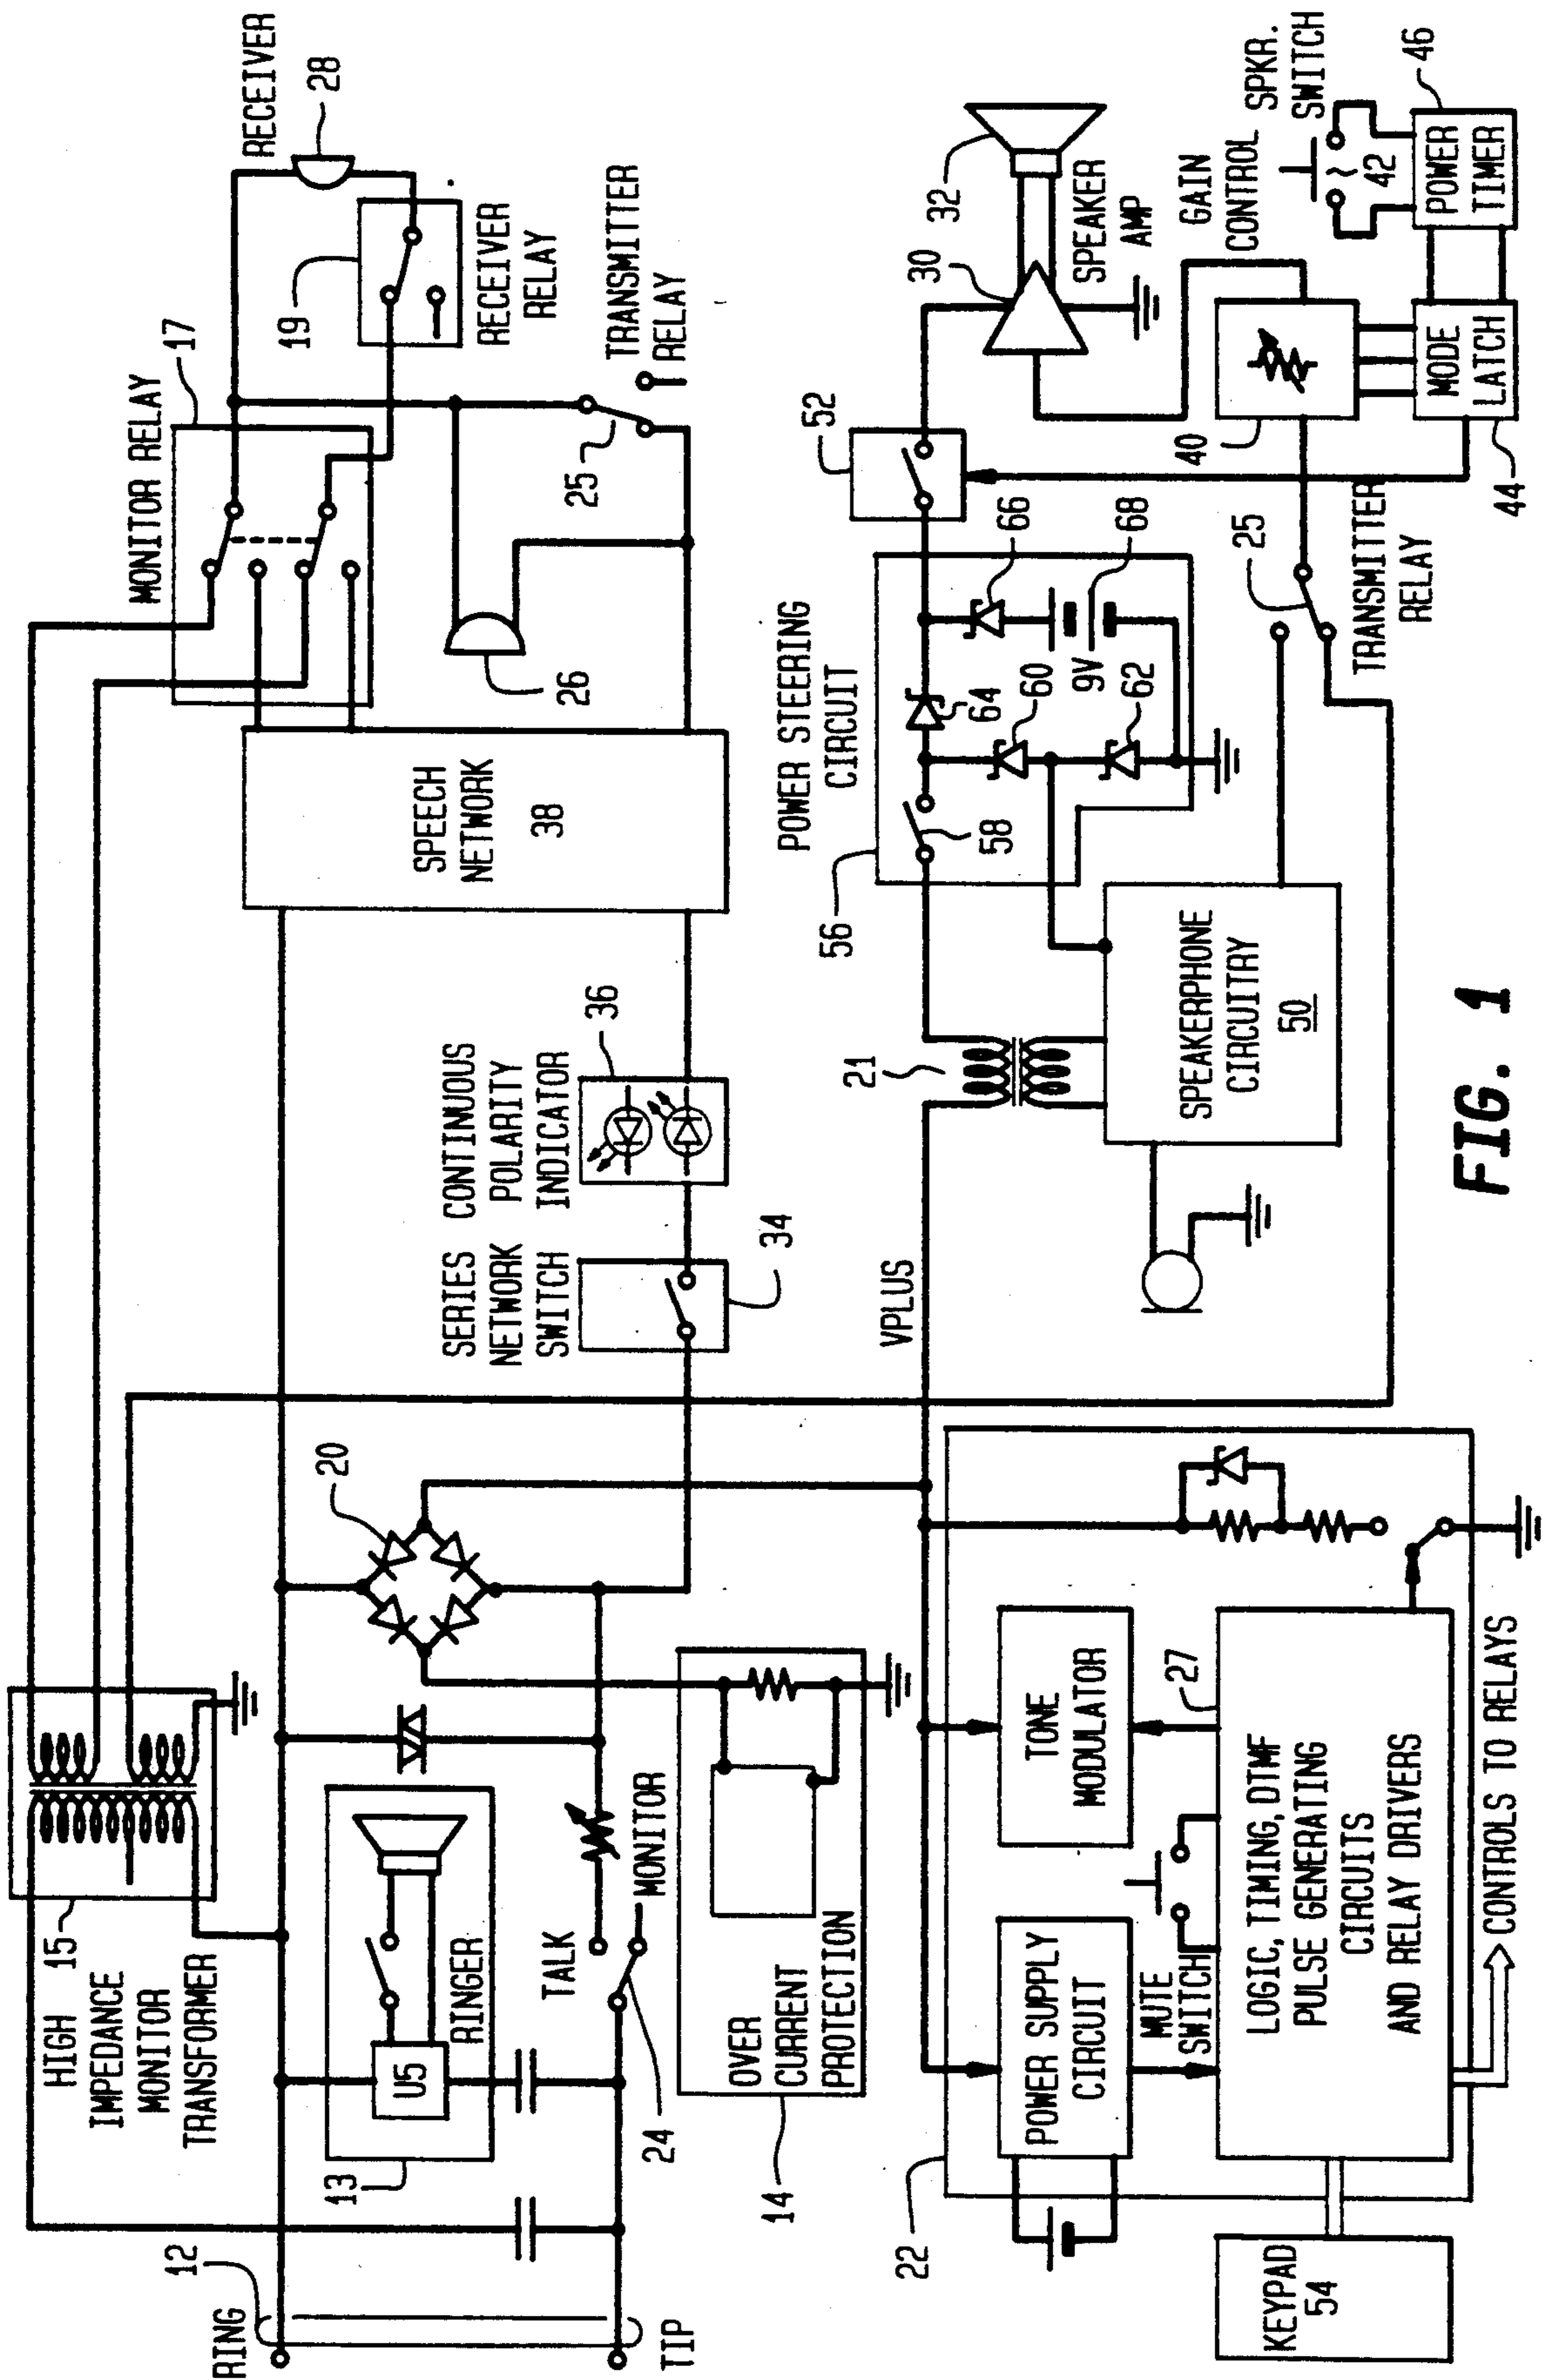 RING
12
TIP
HIGH 15
IMPEDANCE
MONITOR
TRANSFORMER
13
U5
RINGER
TALK
MONITOR
24
14
OVER
CURRENT
PROTECTION
20
SERIES
NETWORK
SWITCH
34
CONTINUOUS
POLARITY
INDICATOR
36
SPEECH
NETWORK
38
MONITOR RELAY
17
26
25
TRANSMITTER
RELAY
19
RECEIVER
RELAY
RECEIVER
28
22
KEYPAD
54
POWER SUPPLY
CIRCUIT
MUTE
SWITCH
TONE
MODULATOR
27
LOGIC, TIMING, DTMF
PULSE GENERATING
CIRCUITS
AND RELAY DRIVERS
CONTROLS TO RELAYS
VPLUS
21
SPEAKERPHONE
CIRCUITRY
50
56
POWER STEERING
CIRCUIT
58
64
60
62
66
9V
68
52
25
TRANSMITTER
RELAY
30
32
SPEAKER
AMP
GAIN
CONTROL
40
MODE
LATCH
44
SPKR.
SWITCH
42
POWER
TIMER
46
FIG. 1